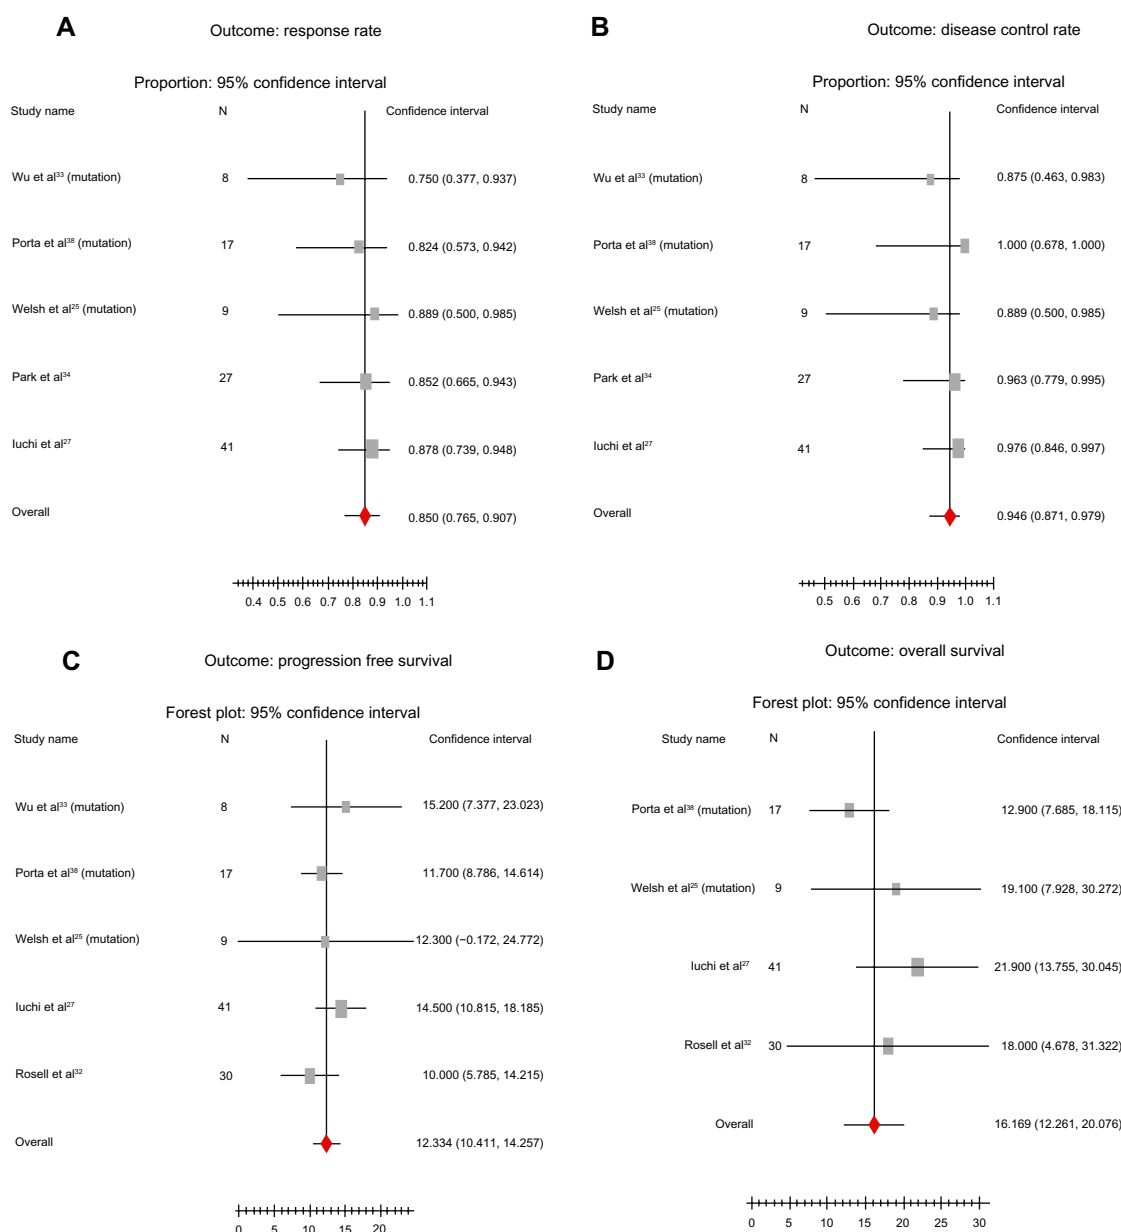 A
Outcome: response rate
Proportion: 95% confidence interval
Study name N Confidence interval
Wu et al³³ (mutation) 8 0.750 (0.377, 0.937)
Porta et al³⁸ (mutation) 17 0.824 (0.573, 0.942)
Welsh et al²⁵ (mutation) 9 0.889 (0.500, 0.985)
Park et al³⁴ 27 0.852 (0.665, 0.943)
Iuchi et al²⁷ 41 0.878 (0.739, 0.948)
Overall 0.850 (0.765, 0.907)
0.4 0.5 0.6 0.7 0.8 0.9 1.0 1.1
B
Outcome: disease control rate
Proportion: 95% confidence interval
Study name N Confidence interval
Wu et al³³ (mutation) 8 0.875 (0.463, 0.983)
Porta et al³⁸ (mutation) 17 1.000 (0.678, 1.000)
Welsh et al²⁵ (mutation) 9 0.889 (0.500, 0.985)
Park et al³⁴ 27 0.963 (0.779, 0.995)
Iuchi et al²⁷ 41 0.976 (0.846, 0.997)
Overall 0.946 (0.871, 0.979)
0.5 0.6 0.7 0.8 0.9 1.0 1.1
C
Outcome: progression free survival
Forest plot: 95% confidence interval
Study name N Confidence interval
Wu et al³³ (mutation) 8 15.200 (7.377, 23.023)
Porta et al³⁸ (mutation) 17 11.700 (8.786, 14.614)
Welsh et al²⁵ (mutation) 9 12.300 (−0.172, 24.772)
Iuchi et al²⁷ 41 14.500 (10.815, 18.185)
Rosell et al³² 30 10.000 (5.785, 14.215)
Overall 12.334 (10.411, 14.257)
0 5 10 15 20
D
Outcome: overall survival
Forest plot: 95% confidence interval
Study name N Confidence interval
Porta et al³⁸ (mutation) 17 12.900 (7.685, 18.115)
Welsh et al²⁵ (mutation) 9 19.100 (7.928, 30.272)
Iuchi et al²⁷ 41 21.900 (13.755, 30.045)
Rosell et al³² 30 18.000 (4.678, 31.322)
Overall 16.169 (12.261, 20.076)
0 5 10 15 20 25 30